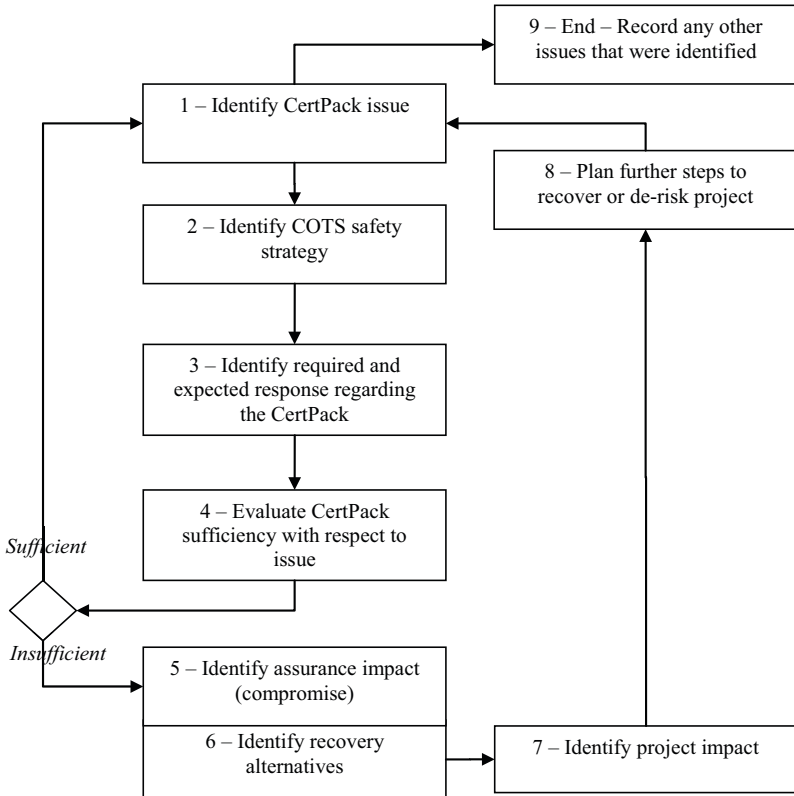 9 – End – Record any other
issues that were identified
1 – Identify CertPack issue
8 – Plan further steps to
recover or de-risk project
2 – Identify COTS safety
strategy
3 – Identify required and
expected response regarding
the CertPack
4 – Evaluate CertPack
sufficiency with respect to
issue
Sufficient
Insufficient
5 – Identify assurance impact
(compromise)
6 – Identify recovery
alternatives
7 – Identify project impact